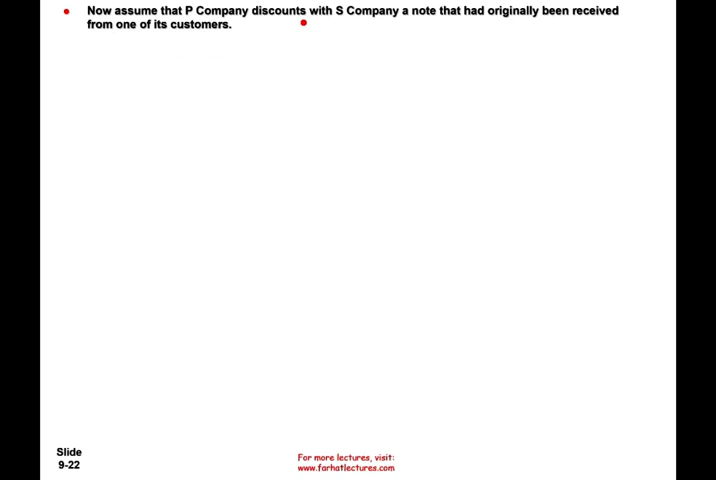 Now assume that P Company discounts with S Company a note that had originally been received
from one of its customers.
Slide
9-22
For more lectures, visit:
www.farhatlectures.com